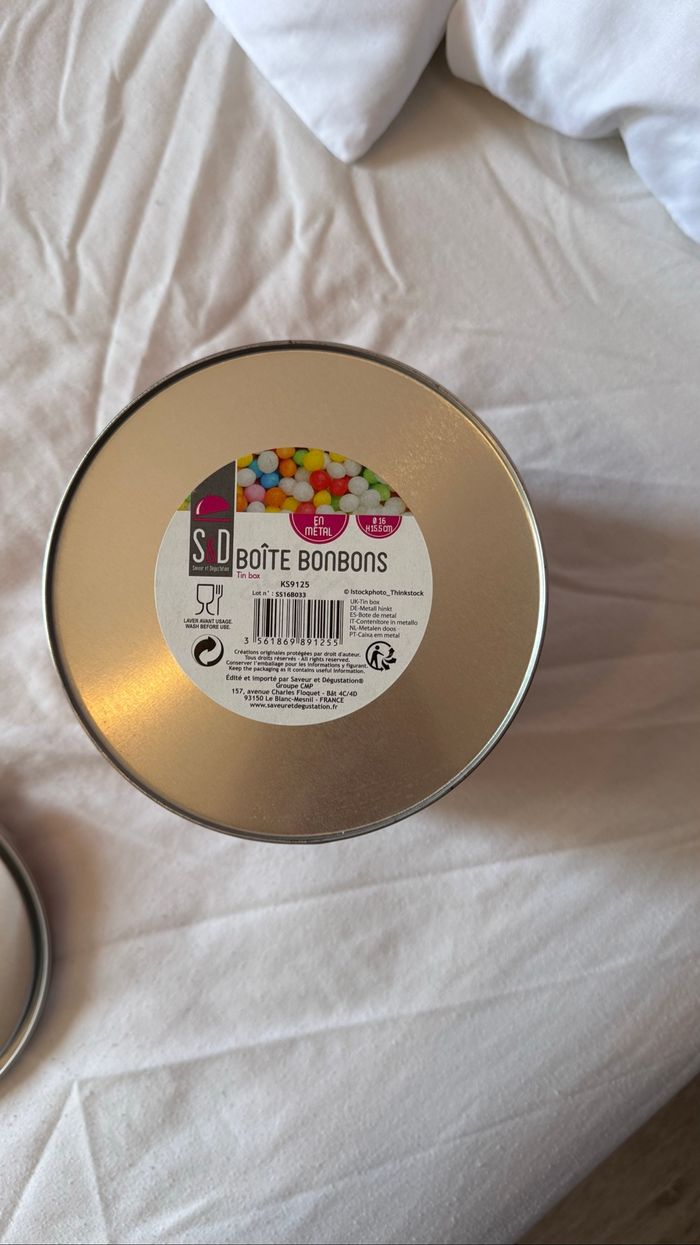 EN
MÉTAL
Ø 16
H 15.5 cm
S&D
Saveur et Dégustation
BOÎTE BONBONS
Tin box
KS9125
Lot n° : SS16B033
© Istockphoto_Thinkstock
UK-Tin box
DE-Metall hinkt
ES-Bote de metal
IT-Contenitore in metallo
NL-Metalen doos
PT-Caixa em metal
LAVER AVANT USAGE.
WASH BEFORE USE.
3 561869 891255
Créations originales protégées par droit d'auteur.
Tous droits réservés - All rights reserved.
Conserver l'emballage pour les informations y figurant.
Keep the packaging as it contains useful information.
Édité et importé par Saveur et Dégustation®
Groupe CMP
157, avenue Charles Floquet - Bât 4C/4D
93150 Le Blanc-Mesnil - FRANCE
www.saveuretdegustation.fr